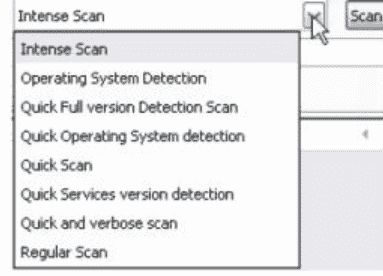 Intense Scan
Scan
Intense Scan
Operating System Detection
Quick Full version Detection Scan
Quick Operating System detection
Quick Scan
Quick Services version detection
Quick and verbose scan
Regular Scan